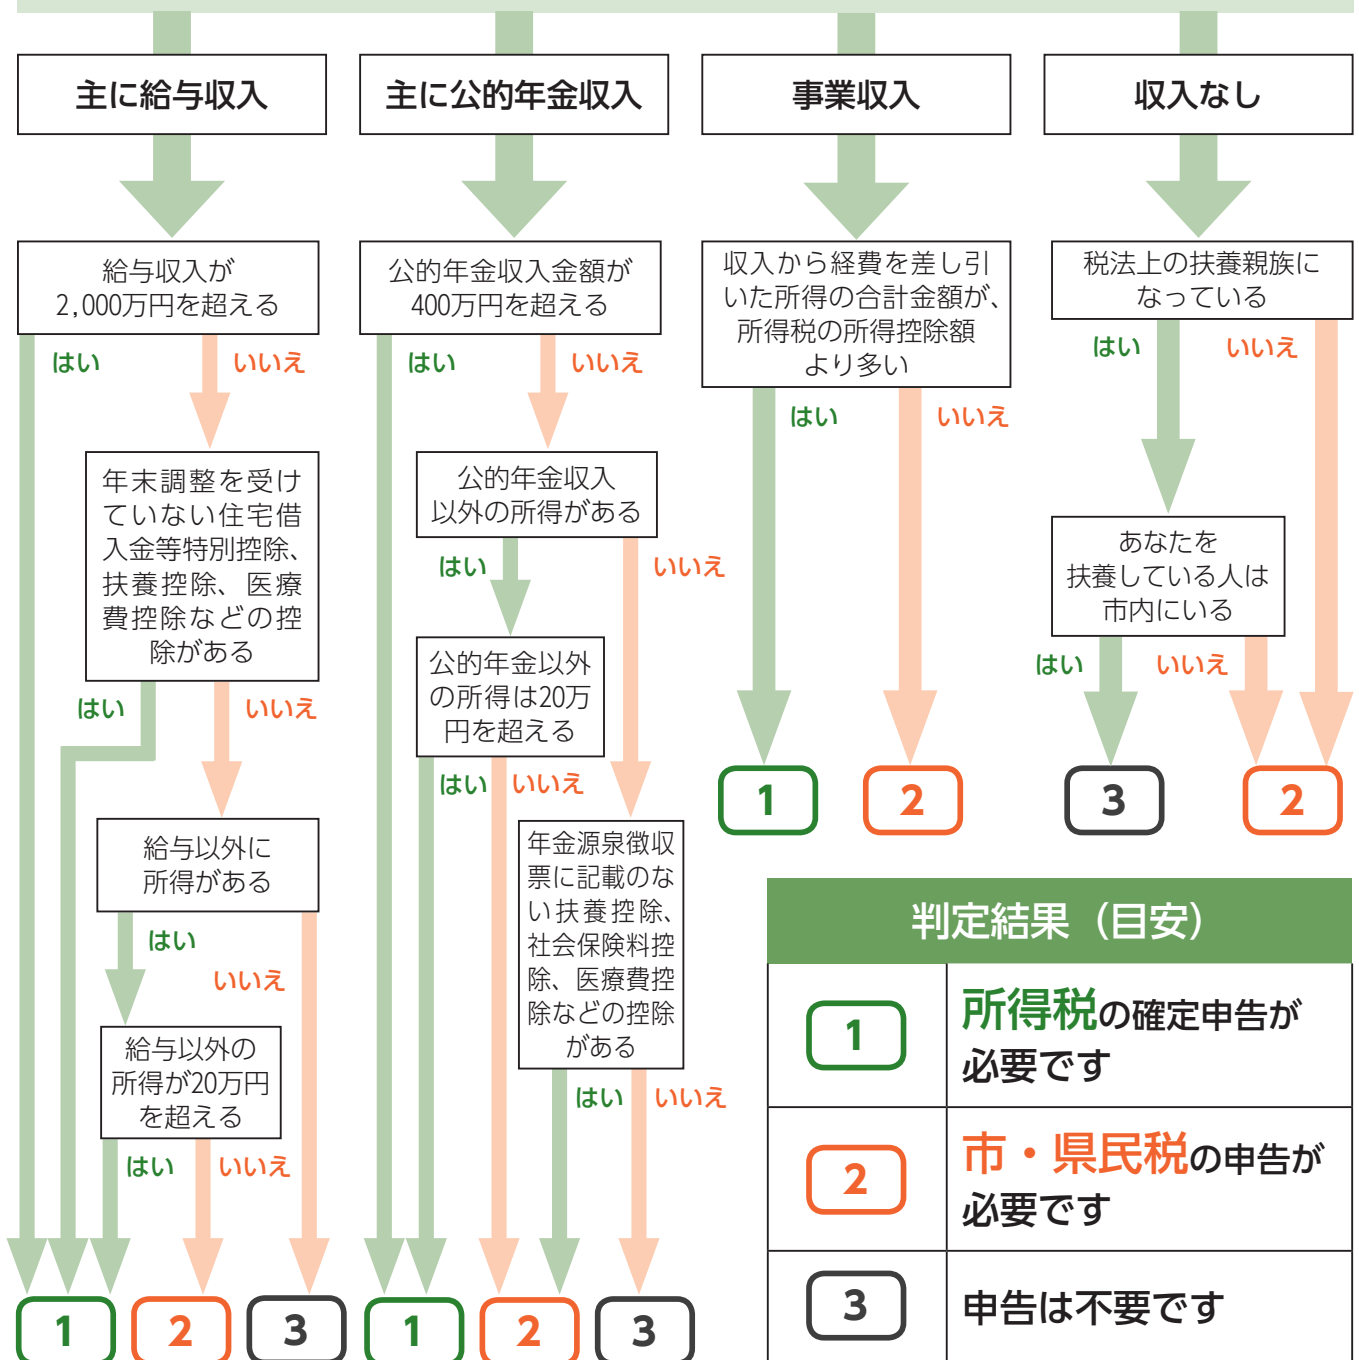 主に給与収入
給与収入が
2,000万円を超える
はい
いいえ
年末調整を受け
ていない住宅借
入金等特別控除、
扶養控除、医療
費控除などの控
除がある
はい
いいえ
給与以外に
所得がある
はい
いいえ
給与以外の
所得が20万円
を超える
はい
いいえ
1
2
3
主に公的年金収入
公的年金収入金額が
400万円を超える
はい
いいえ
公的年金収入
以外の所得がある
はい
いいえ
公的年金以外
の所得は20万
円を超える
はい
いいえ
年金源泉徴収
票に記載のな
い扶養控除、
社会保険料控
除、医療費控
除などの控除
がある
はい
いいえ
1
2
3
事業収入
収入から経費を差し引
いた所得の合計金額が、
所得税の所得控除額
より多い
はい
いいえ
1
2
収入なし
税法上の扶養親族に
なっている
はい
いいえ
あなたを
扶養している人は
市内にいる
はい
いいえ
3
2
判定結果（目安）
1
所得税の確定申告が
必要です
2
市・県民税の申告が
必要です
3
申告は不要です